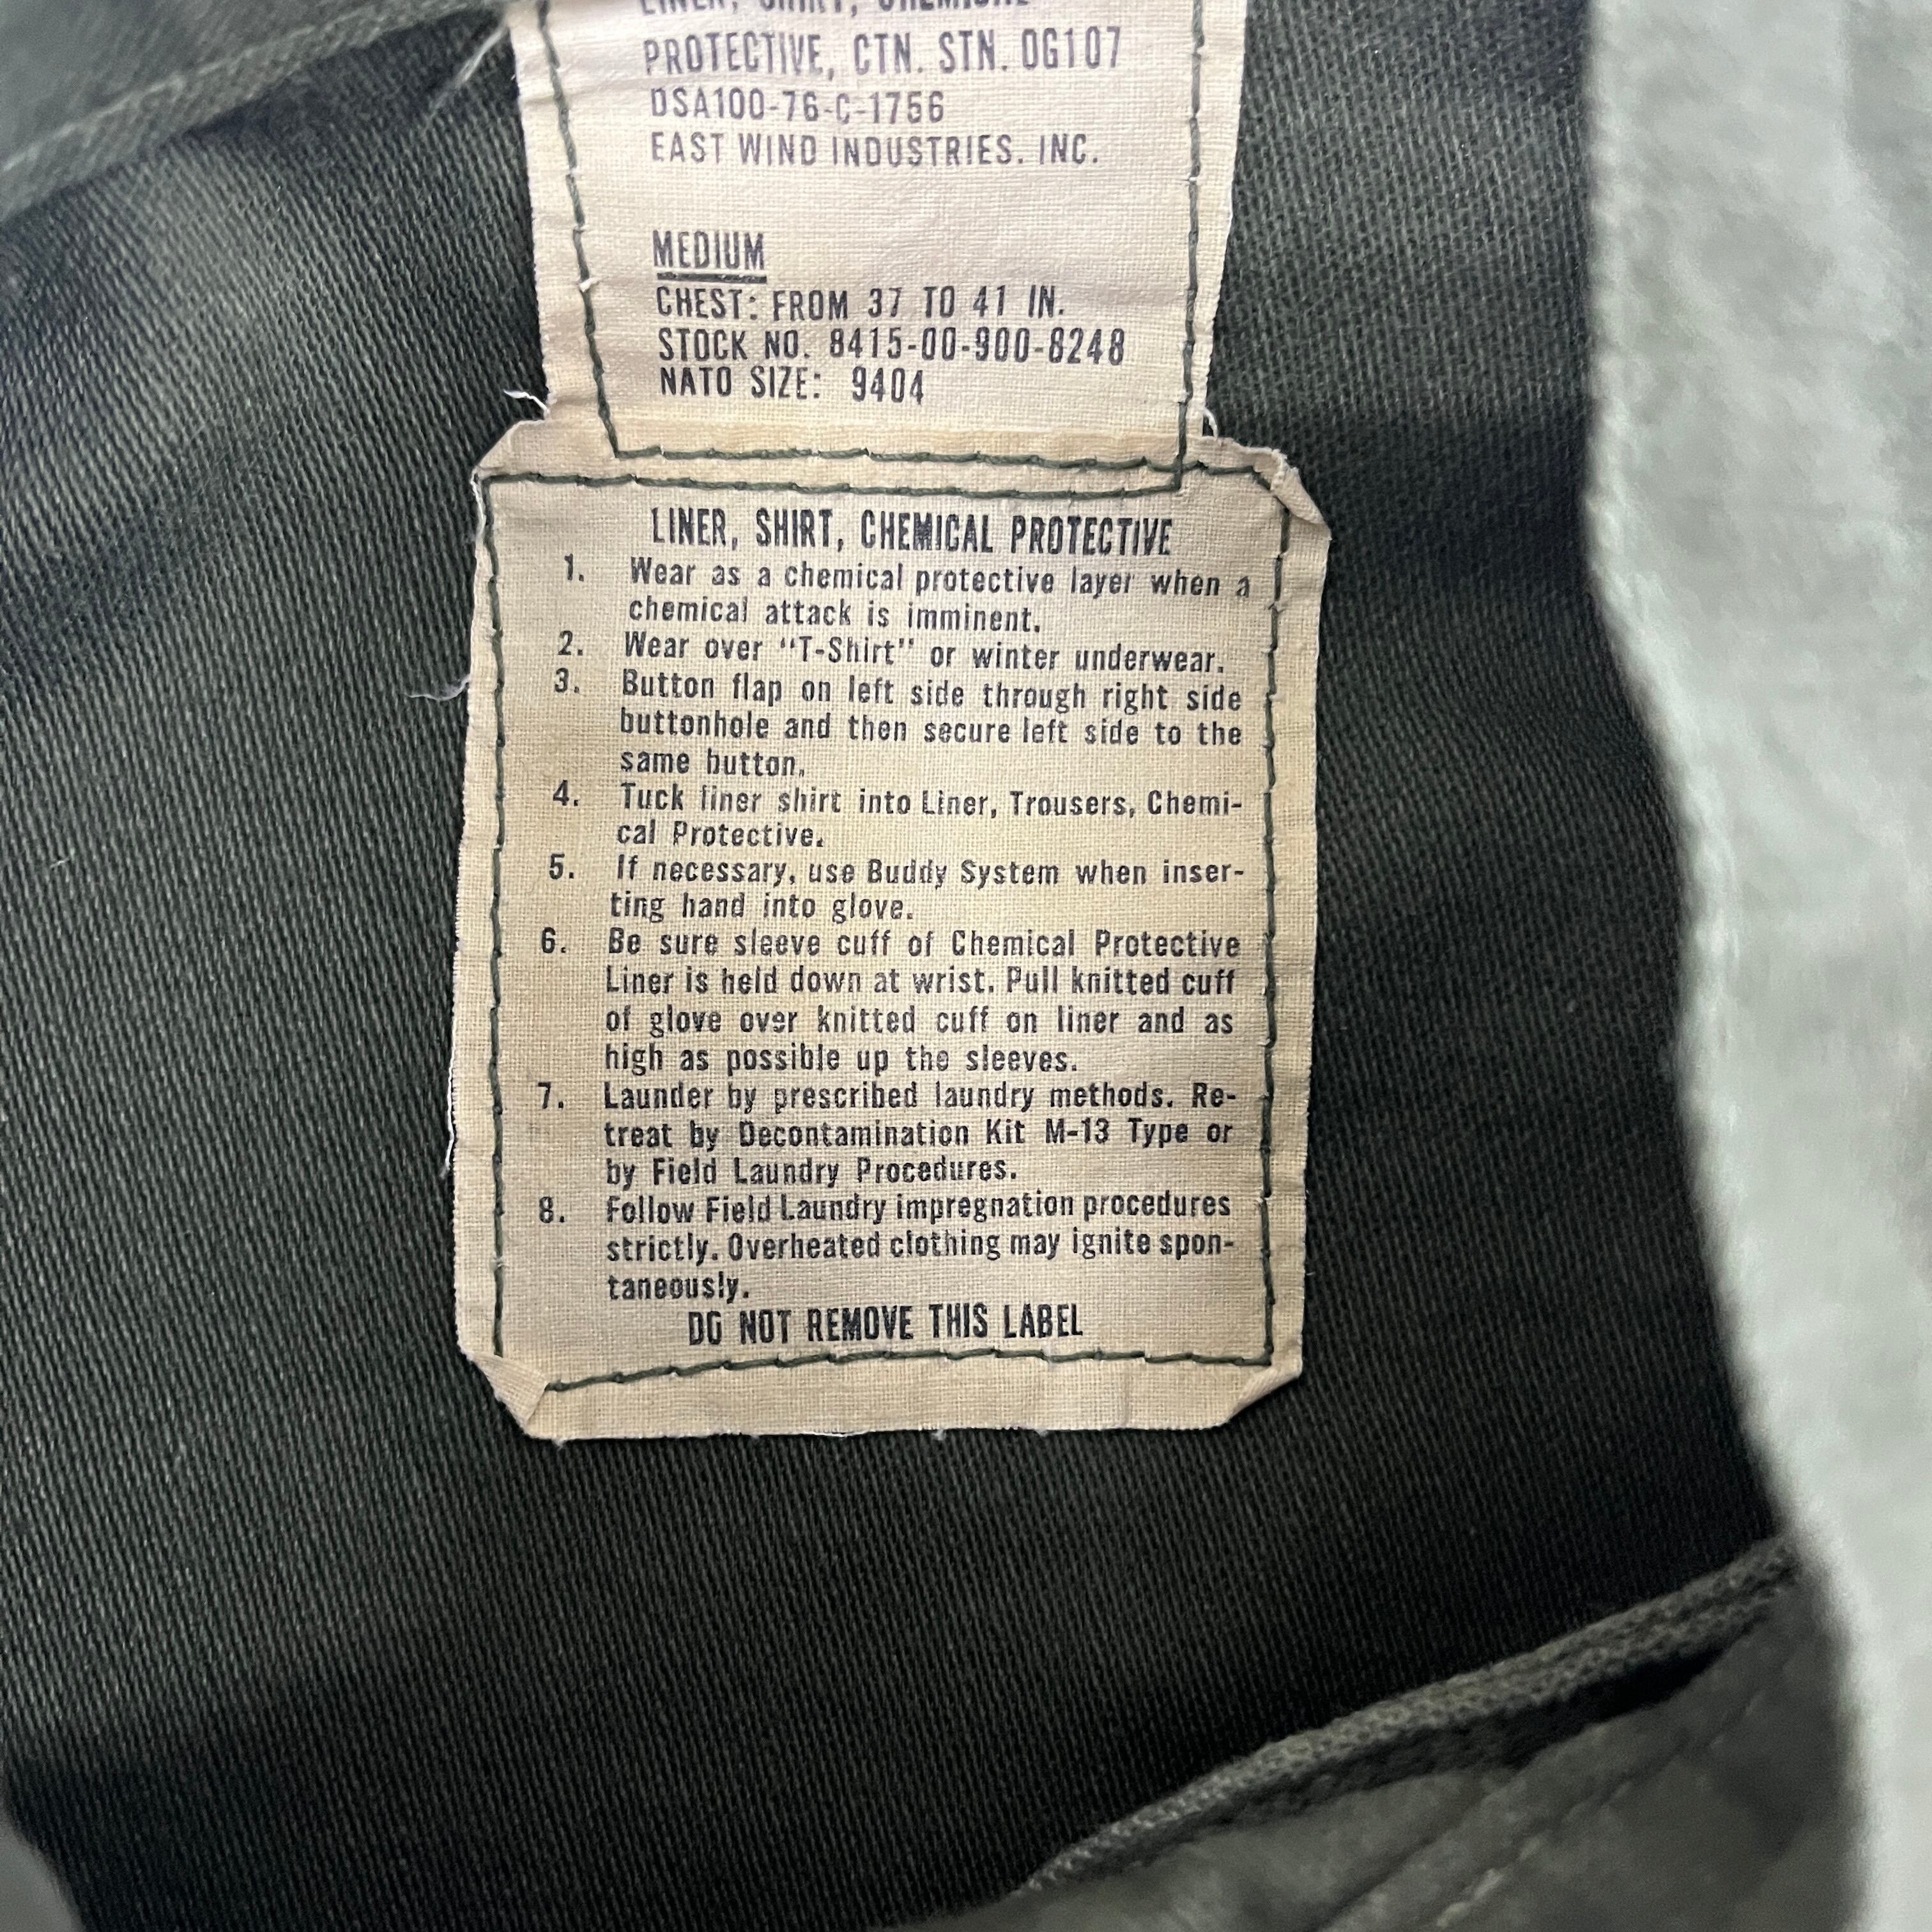 LINER, SHIRT, CHEMICAL
PROTECTIVE, CTN. STN. OG107
DSA100-76-C-1756
EAST WIND INDUSTRIES. INC.
MEDIUM
CHEST: FROM 37 TO 41 IN.
STOCK NO. 8415-00-900-8248
NATO SIZE: 9404
LINER, SHIRT, CHEMICAL PROTECTIVE
1. Wear as a chemical protective layer when a
chemical attack is imminent.
2. Wear over “T-Shirt” or winter underwear.
3. Button flap on left side through right side
buttonhole and then secure left side to the
same button.
4. Tuck liner shirt into Liner, Trousers, Chemi-
cal Protective.
5. If necessary, use Buddy System when inser-
ting hand into glove.
6. Be sure sleeve cuff of Chemical Protective
Liner is held down at wrist. Pull knitted cuff
of glove over knitted cuff on liner and as
high as possible up the sleeves.
7. Launder by prescribed laundry methods. Re-
treat by Decontamination Kit M-13 Type or
by Field Laundry Procedures.
8. Follow Field Laundry impregnation procedures
strictly. Overheated clothing may ignite spon-
taneously.
DO NOT REMOVE THIS LABEL